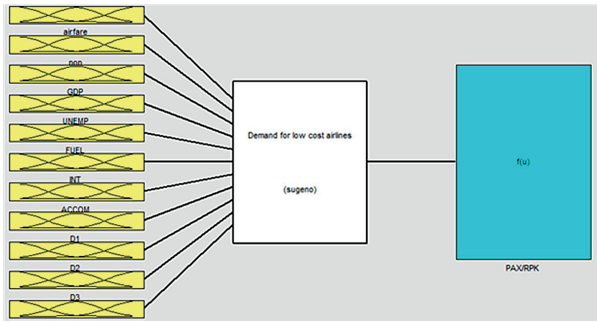 airfare
pop
GDP
UNEMP
FUEL
INT
ACCOM
D1
D2
D3
Demand for low cost airlines
(sugeno)
f(u)
PAX/RPK